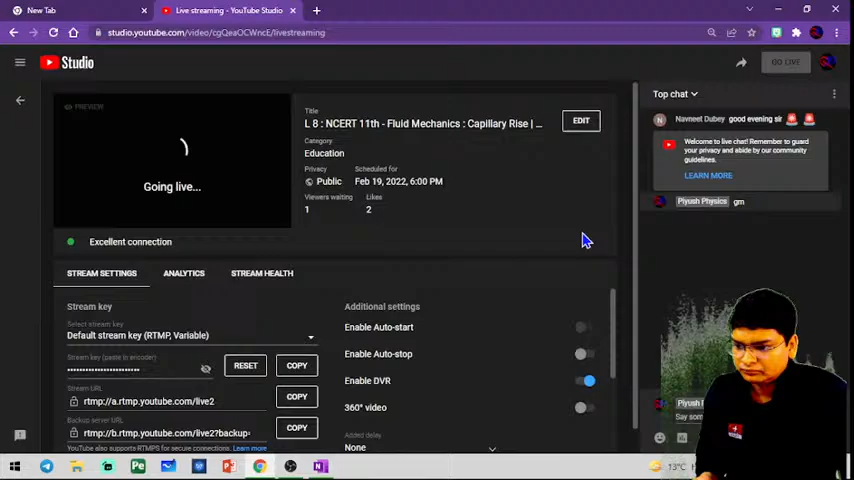 New Tab
Live streaming - YouTube Studio
studio.youtube.com/video/cgQeaOCWncE/livestreaming
Studio
GO LIVE
PREVIEW
Going live...
Title
L 8 : NCERT 11th - Fluid Mechanics : Capillary Rise | ...
EDIT
Category
Education
Privacy
Scheduled for
Public
Feb 19, 2022, 6:00 PM
Viewers waiting
Likes
1
2
Excellent connection
Top chat
N Navneet Dubey good evening sir
Welcome to live chat! Remember to guard
your privacy and abide by our community
guidelines.
LEARN MORE
Piyush Physics gm
STREAM SETTINGS
ANALYTICS
STREAM HEALTH
Stream key
Select stream key
Default stream key (RTMP, Variable)
Stream key (paste in encoder)
RESET
COPY
Stream URL
rtmp://a.rtmp.youtube.com/live2
COPY
Backup server URL
rtmp://b.rtmp.youtube.com/live2?backup=
COPY
YouTube also supports RTMPS for secure connections. Learn more
Additional settings
Enable Auto-start
Enable Auto-stop
Enable DVR
360° video
Added delay
None
Piyush
Say som
13°C